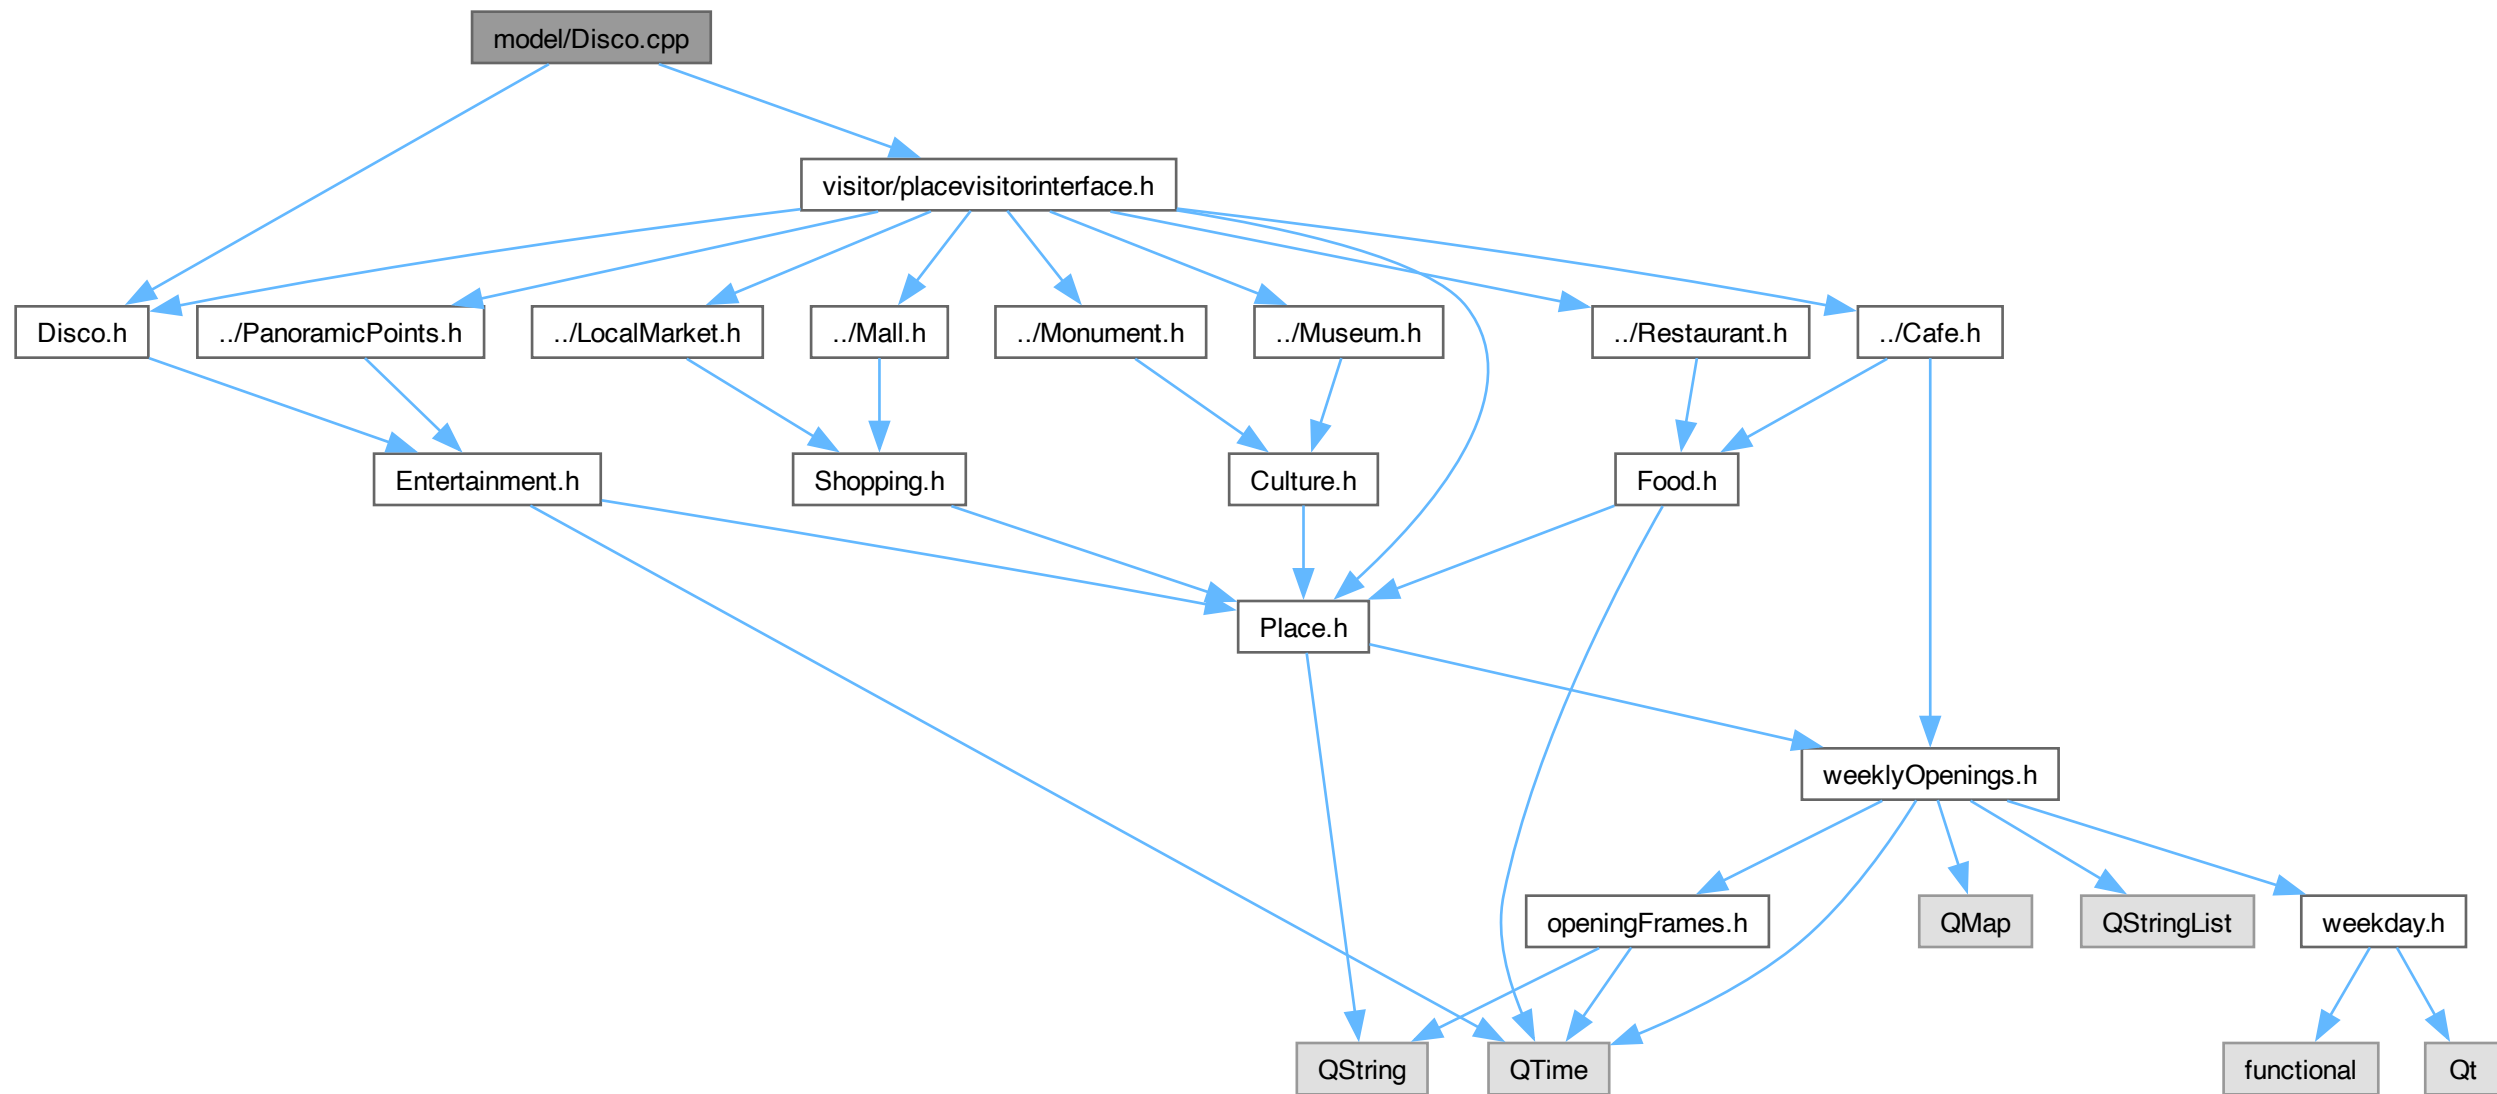 model/Disco.cpp
visitor/placevisitorinterface.h
Disco.h
../PanoramicPoints.h
../LocalMarket.h
../Mall.h
../Monument.h
../Museum.h
../Restaurant.h
../Cafe.h
Entertainment.h
Shopping.h
Culture.h
Food.h
Place.h
weeklyOpenings.h
openingFrames.h
QMap
QStringList
weekday.h
QString
QTime
functional
Qt